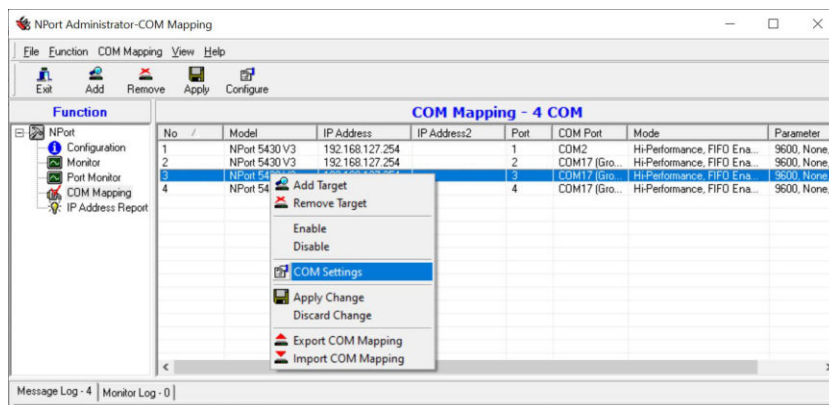 NPort Administrator-COM Mapping
File Function COM Mapping View Help
Exit Add Remove Apply Configure
Function
COM Mapping - 4 COM
NPort
Configuration
Monitor
Port Monitor
COM Mapping
IP Address Report
No Model IP Address IP Address2 Port COM Port Mode Parameter
1 NPort 5430 V3 192.168.127.254 1 COM2 Hi-Performance, FIFO Ena... 9600, None,
2 NPort 5430 V3 192.168.127.254 2 COM17 (Gro... Hi-Performance, FIFO Ena... 9600, None,
3 NPort 54 3 COM17 (Gro... Hi-Performance, FIFO Ena... 9600, None,
4 NPort 54 4 COM17 (Gro... Hi-Performance, FIFO Ena... 9600, None,
Add Target
Remove Target
Enable
Disable
COM Settings
Apply Change
Discard Change
Export COM Mapping
Import COM Mapping
Message Log - 4 Monitor Log - 0